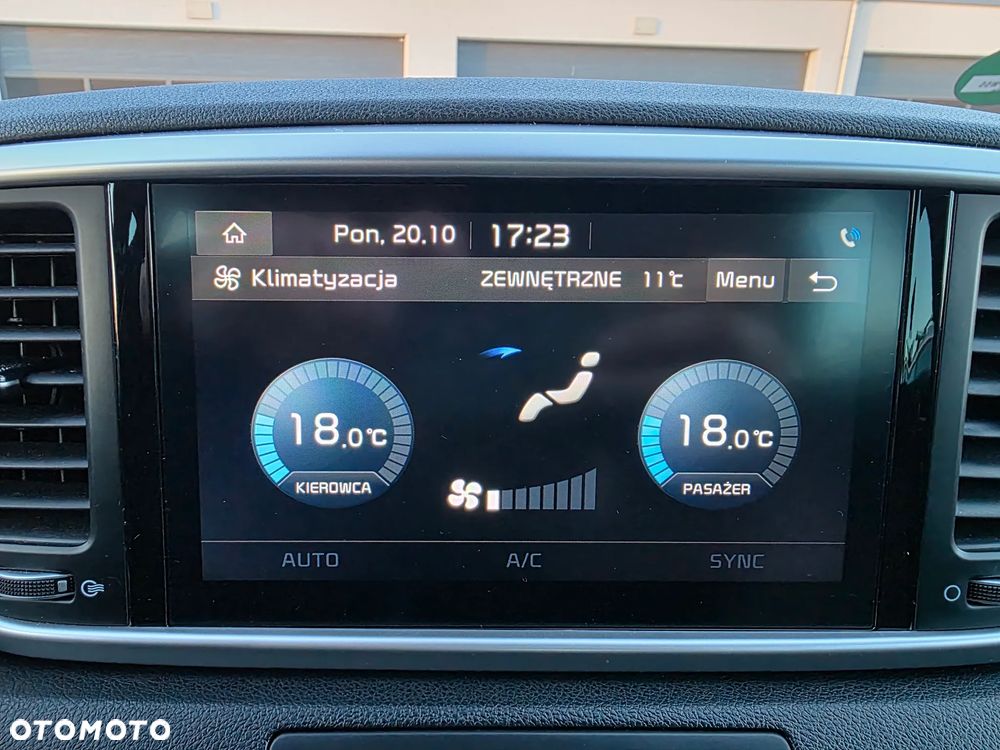 Pon, 20.10 17:23
Klimatyzacja ZEWNĘTRZNE 11°C Menu
18.0°C 18.0°C
KIEROWCA PASAŻER
AUTO A/C SYNC
OTOMOTO